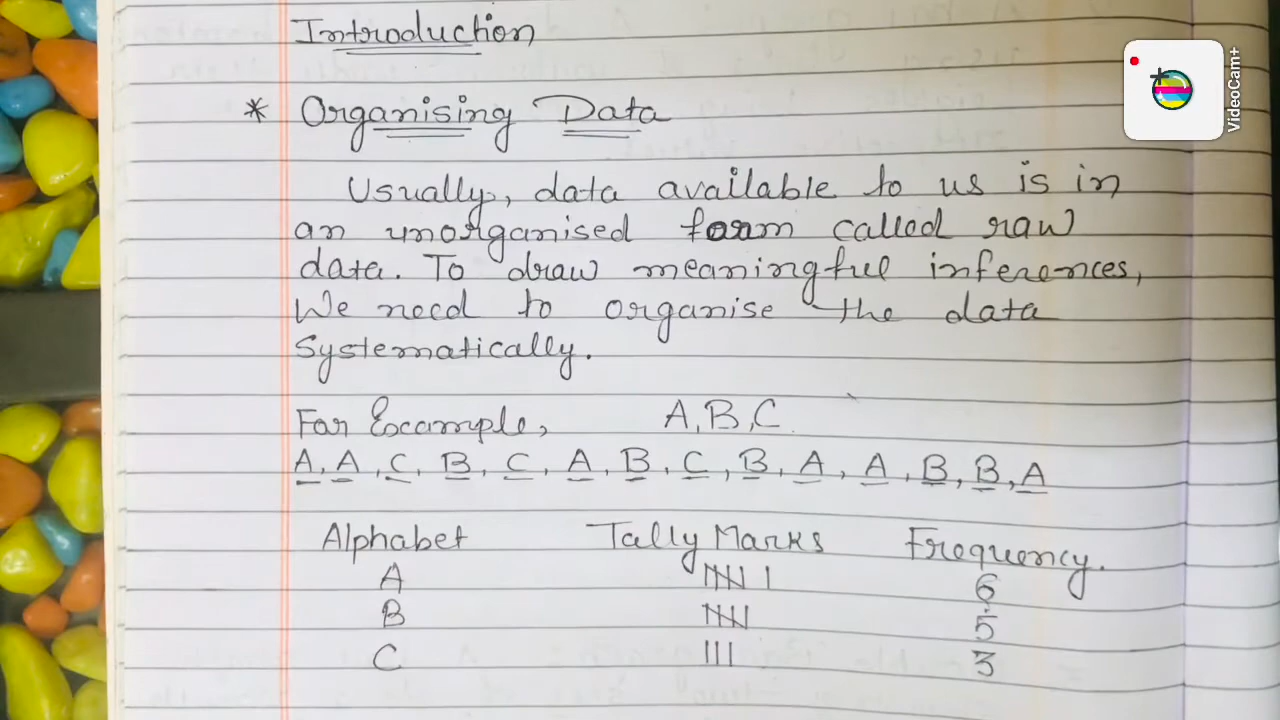 Introduction
* Organising Data
Usually, data available to us is in
an unorganised form called raw
data. To draw meaningful inferences,
We need to organise the data
Systematically.
For Example, A, B, C
A, A, C, B, C, A, B, C, B, A, A, B, B, A
Alphabet Tally Marks Frequency.
A 𝍸 | 6
B 𝍸 5
C ||| 3
VideoCam+